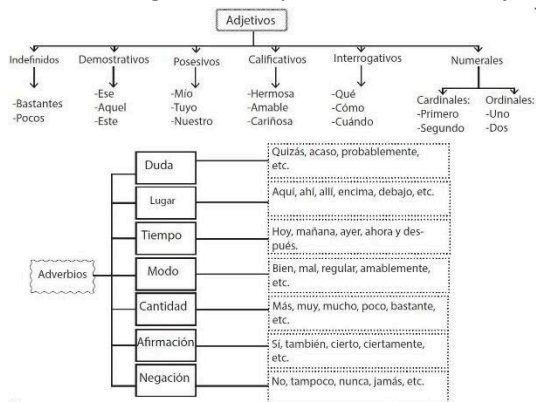 Adjetivos
Indefinidos
-Bastantes
-Pocos
Demostrativos
-Ese
-Aquel
-Este
Posesivos
-Mío
-Tuyo
-Nuestro
Calificativos
-Hermosa
-Amable
-Cariñosa
Interrogativos
-Qué
-Cómo
-Cuándo
Numerales
Cardinales:
-Primero
-Segundo
Ordinales:
-Uno
-Dos
Adverbios
Duda
Quizás, acaso, probablemente,
etc.
Lugar
Aquí, ahí, allí, encima, debajo, etc.
Tiempo
Hoy, mañana, ayer, ahora y des-
pués.
Modo
Bien, mal, regular, amablemente,
etc.
Cantidad
Más, muy, mucho, poco, bastante,
etc.
Afirmación
Sí, también, cierto, ciertamente,
etc.
Negación
No, tampoco, nunca, jamás, etc.